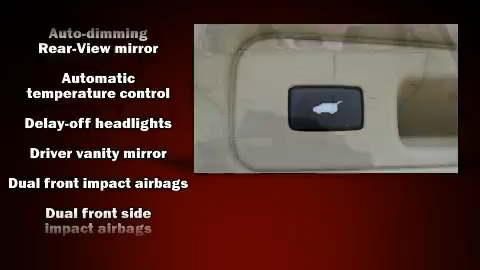 Auto-dimming
Rear-View mirror
Automatic
temperature control
Delay-off headlights
Driver vanity mirror
Dual front impact airbags
Dual front side
impact airbags